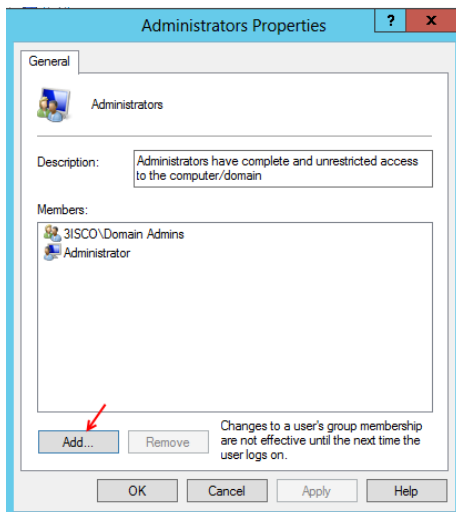 Administrators Properties
?
x
General
Administrators
Description:
Administrators have complete and unrestricted access
to the computer/domain
Members:
3ISCO\Domain Admins
Administrator
Add...
Remove
Changes to a user's group membership
are not effective until the next time the
user logs on.
OK
Cancel
Apply
Help